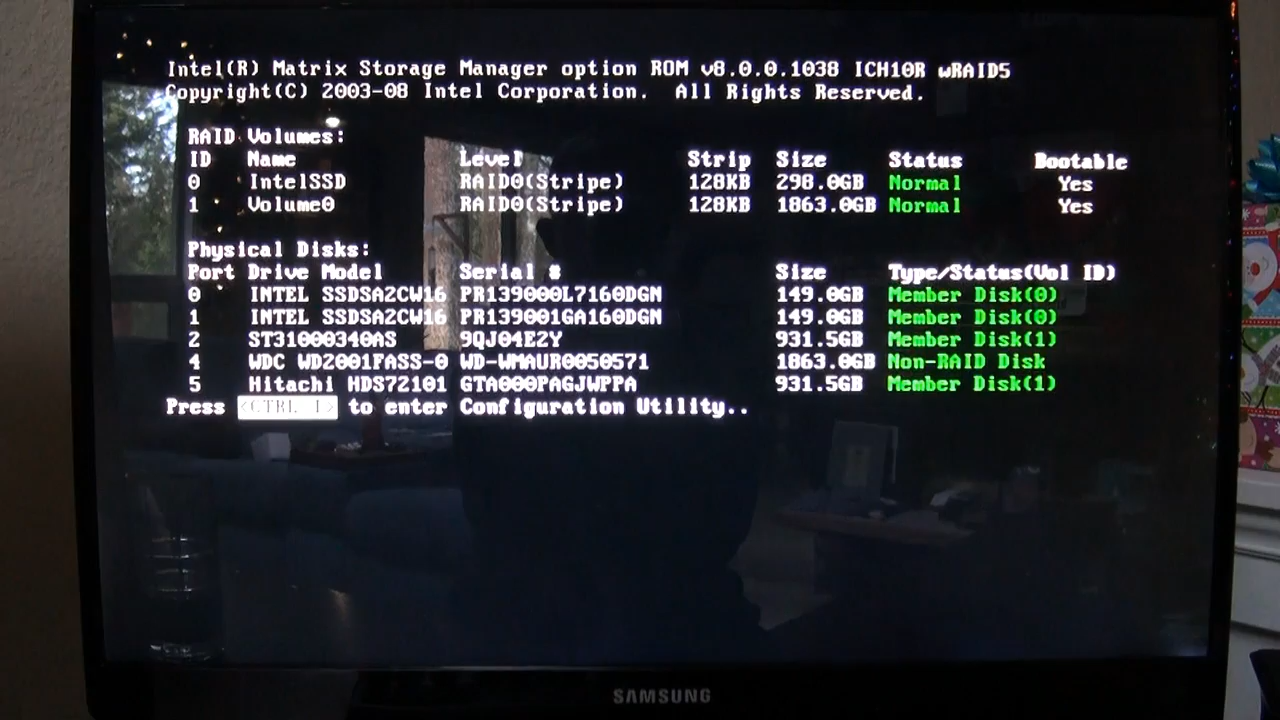 Intel(R) Matrix Storage Manager option ROM v8.0.0.1038 ICH10R wRAID5
Copyright(C) 2003-08 Intel Corporation. All Rights Reserved.
RAID Volumes:
ID Name Level Strip Size Status Bootable
0 IntelSSD RAID0(Stripe) 128KB 298.0GB Normal Yes
1 Volume0 RAID0(Stripe) 128KB 1863.0GB Normal Yes
Physical Disks:
Port Drive Model Serial # Size Type/Status(Vol ID)
0 INTEL SSDSA2CW16 PR139000L7160DGN 149.0GB Member Disk(0)
1 INTEL SSDSA2CW16 PR139001GA160DGN 149.0GB Member Disk(0)
2 ST31000340AS 9QJ04E2Y 931.5GB Member Disk(1)
4 WDC WD2001FASS-0 WD-WMAUR0050571 1863.0GB Non-RAID Disk
5 Hitachi HDS72101 GTA000PAGJWPPA 931.5GB Member Disk(1)
Press <CTRL I> to enter Configuration Utility..
SAMSUNG